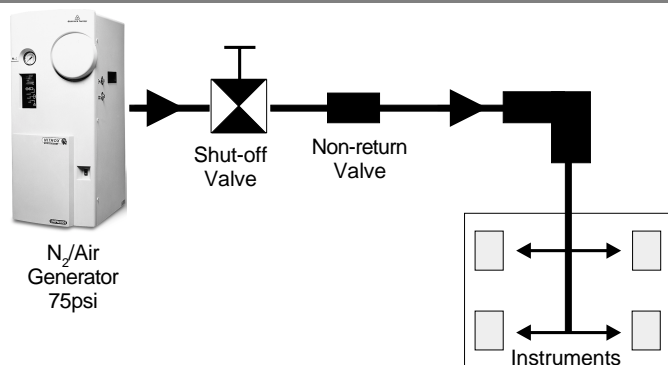 Shut-off
Valve
Non-return
Valve
N₂/Air
Generator
75psi
Instruments